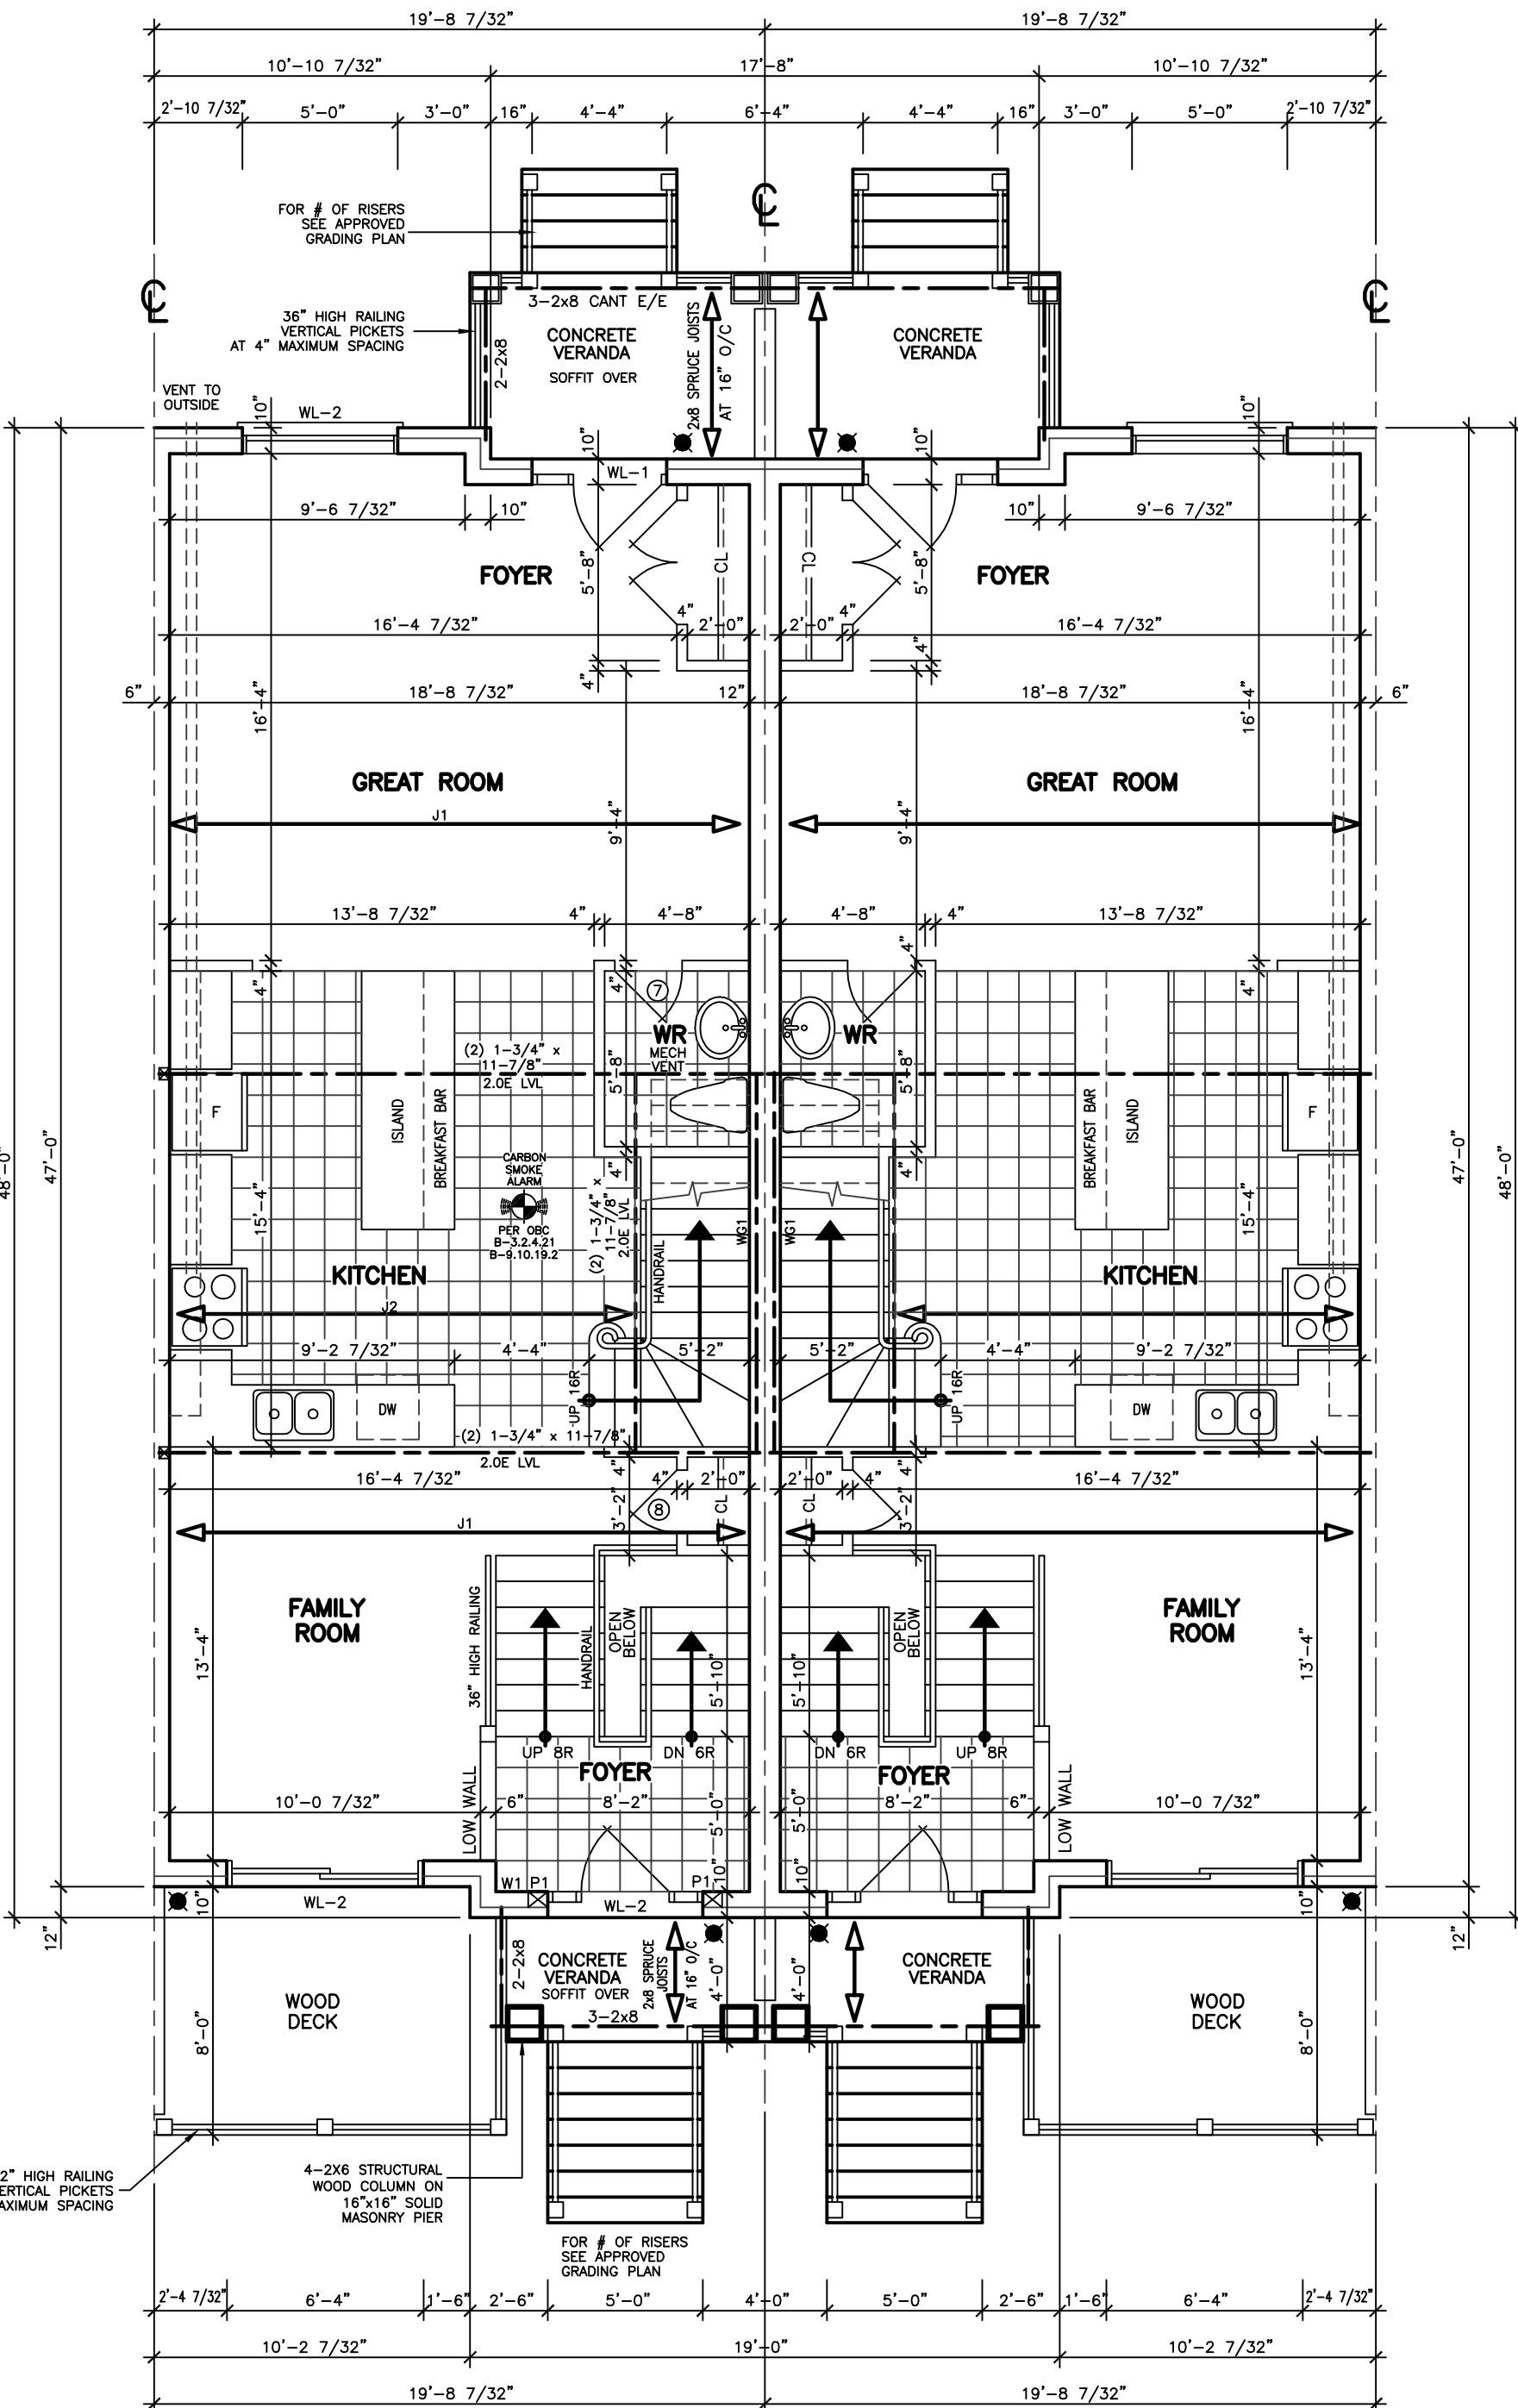 19'-8 7/32" 19'-8 7/32"
10'-10 7/32" 17'-8" 10'-10 7/32"
2'-10 7/32" 5'-0" 3'-0" 16" 4'-4" 6'-4" 4'-4" 16" 3'-0" 5'-0" 2'-10 7/32"
FOR # OF RISERS
SEE APPROVED
GRADING PLAN
CL
CL
CL
36" HIGH RAILING
VERTICAL PICKETS
AT 4" MAXIMUM SPACING
3-2x8 CANT E/E
2-2x8
CONCRETE
VERANDA
SOFFIT OVER
2x8 SPRUCE JOISTS
AT 16" O/C
CONCRETE
VERANDA
VENT TO
OUTSIDE
10"
WL-2
10"
WL-1
10"
10"
9'-6 7/32" 10" 10" 9'-6 7/32"
FOYER
5'-8"
CL
CL
5'-8"
FOYER
16'-4 7/32" 4" 2'-0" 2'-0" 4" 16'-4 7/32"
4"
4"
6" 18'-8 7/32" 12" 18'-8 7/32" 6"
16'-4"
16'-4"
GREAT ROOM
GREAT ROOM
J1
9'-4"
9'-4"
13'-8 7/32" 4" 4'-8" 4'-8" 4" 13'-8 7/32"
4"
4"
4"
4"
7
WR
MECH
VENT
WR
5'-8"
5'-8"
(2) 1-3/4" x
11-7/8"
2.0E LVL
F
ISLAND
BREAKFAST BAR
BREAKFAST BAR
ISLAND
F
48'-0"
47'-0"
47'-0"
48'-0"
15'-4"
CARBON
SMOKE
ALARM
PER OBC
B-3.2.4.21
B-9.10.19.2
4"
4"
(2) 1-3/4" x
11-7/8"
2.0E LVL
HANDRAIL
WG1
WG1
15'-4"
KITCHEN
KITCHEN
J2
9'-2 7/32" 4'-4" 5'-2" 5'-2" 4'-4" 9'-2 7/32"
UP 16R
UP 16R
DW
DW
(2) 1-3/4" x 11-7/8"
2.0E LVL
16'-4 7/32" 4" 2'-0" 2'-0" 4" 16'-4 7/32"
4"
4"
3'-2"
8
CL
CL
3'-2"
J1
FAMILY
ROOM
FAMILY
ROOM
13'-4"
36" HIGH RAILING
HANDRAIL
OPEN
BELOW
5'-10"
5'-10"
OPEN
BELOW
13'-4"
UP 8R
DN 6R
DN 6R
UP 8R
FOYER
FOYER
LOW WALL
LOW WALL
10'-0 7/32" 6" 8'-2" 8'-2" 6" 10'-0 7/32"
5'-0"
5'-0"
10"
10"
W1 P1
P1
WL-2
WL-2
10"
10"
12"
12"
2-2x8
CONCRETE
VERANDA
SOFFIT OVER
3-2x8
2x8 SPRUCE
JOISTS
AT 16" O/C
4'-0"
4'-0"
CONCRETE
VERANDA
WOOD
DECK
WOOD
DECK
8'-0"
8'-0"
2" HIGH RAILING
ERTICAL PICKETS
AXIMUM SPACING
4-2X6 STRUCTURAL
WOOD COLUMN ON
16"x16" SOLID
MASONRY PIER
FOR # OF RISERS
SEE APPROVED
GRADING PLAN
2'-4 7/32" 6'-4" 1'-6" 2'-6" 5'-0" 4'-0" 5'-0" 2'-6" 1'-6" 6'-4" 2'-4 7/32"
10'-2 7/32" 19'-0" 10'-2 7/32"
19'-8 7/32" 19'-8 7/32"